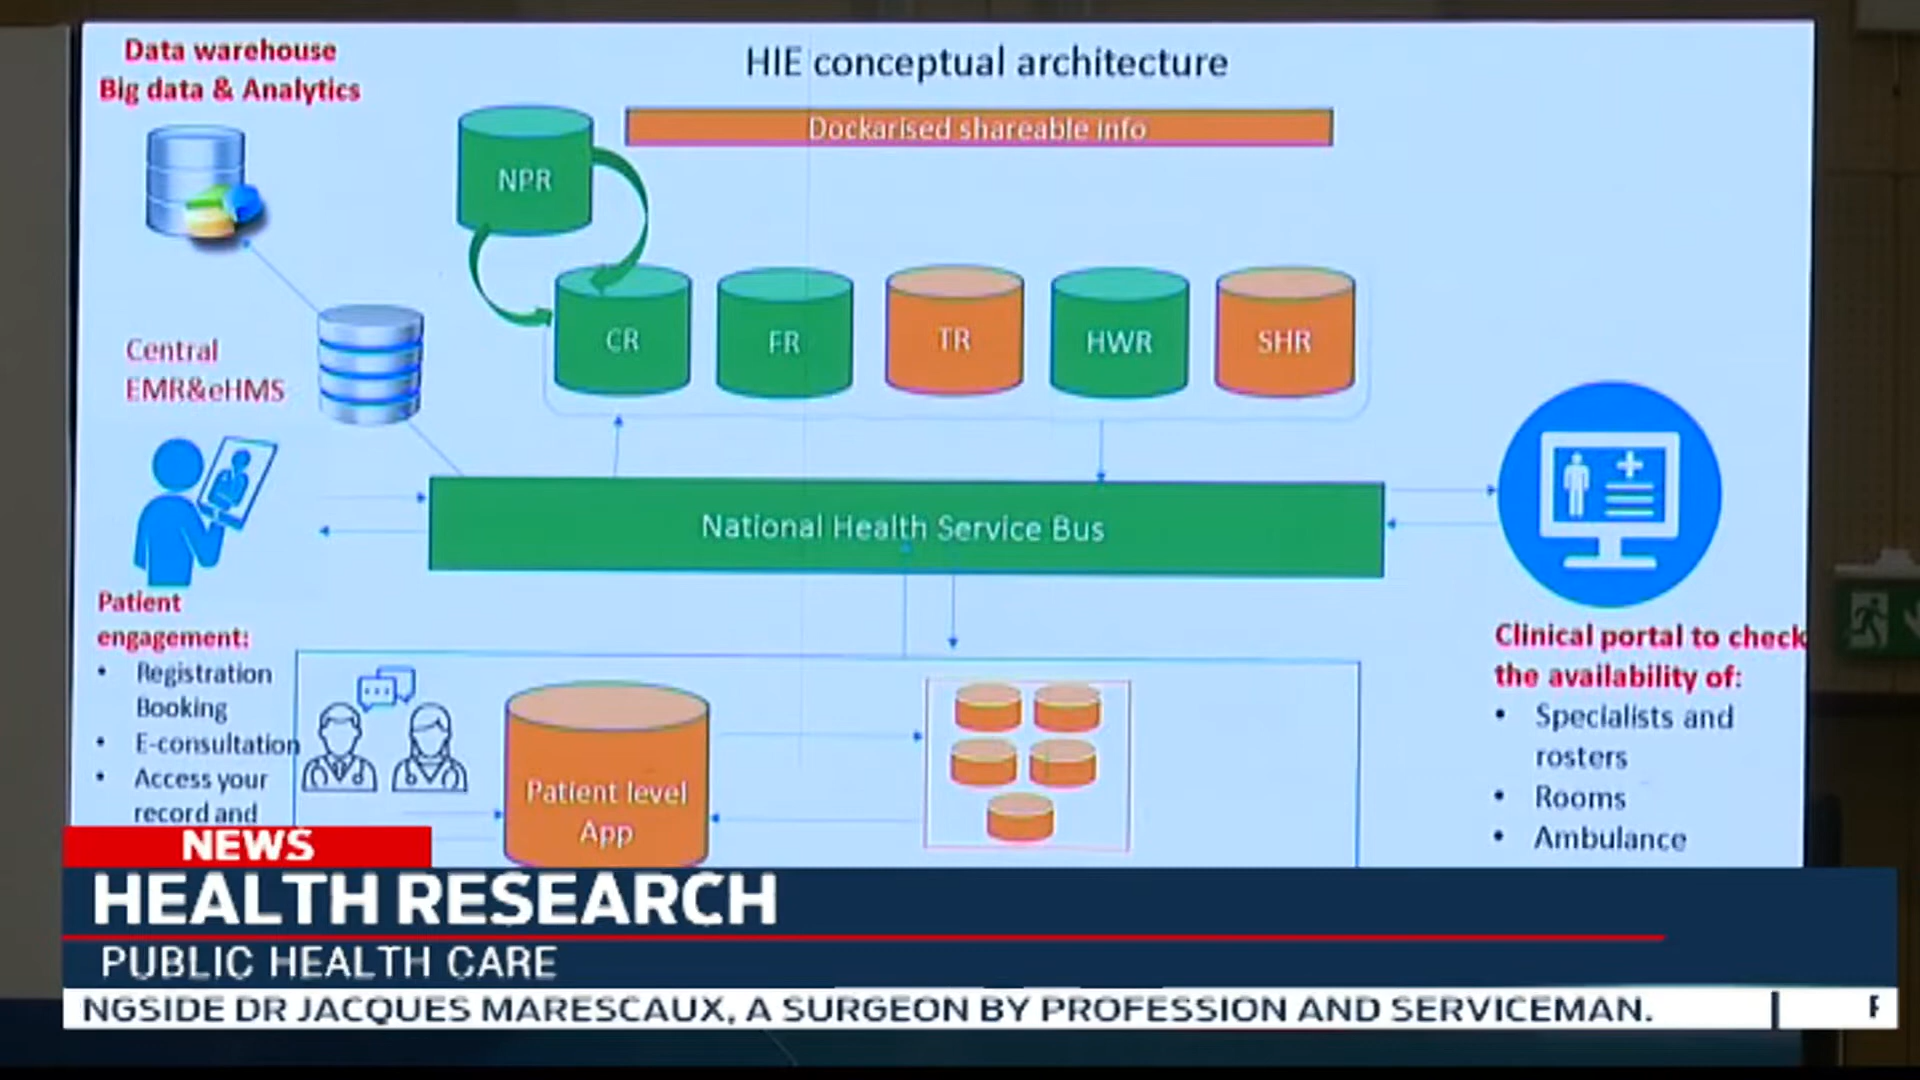 Data warehouse
Big data & Analytics
HIE conceptual architecture
Dockarised shareable info
NPR
CR
FR
TR
HWR
SHR
Central
EMR&eHMS
National Health Service Bus
Patient
engagement:
• Registration
Booking
• E-consultation
• Access your
record and
Patient level
App
Clinical portal to check
the availability of:
• Specialists and
rosters
• Rooms
• Ambulance
NEWS
HEALTH RESEARCH
PUBLIC HEALTH CARE
NGSIDE DR JACQUES MARESCAUX, A SURGEON BY PROFESSION AND SERVICEMAN.